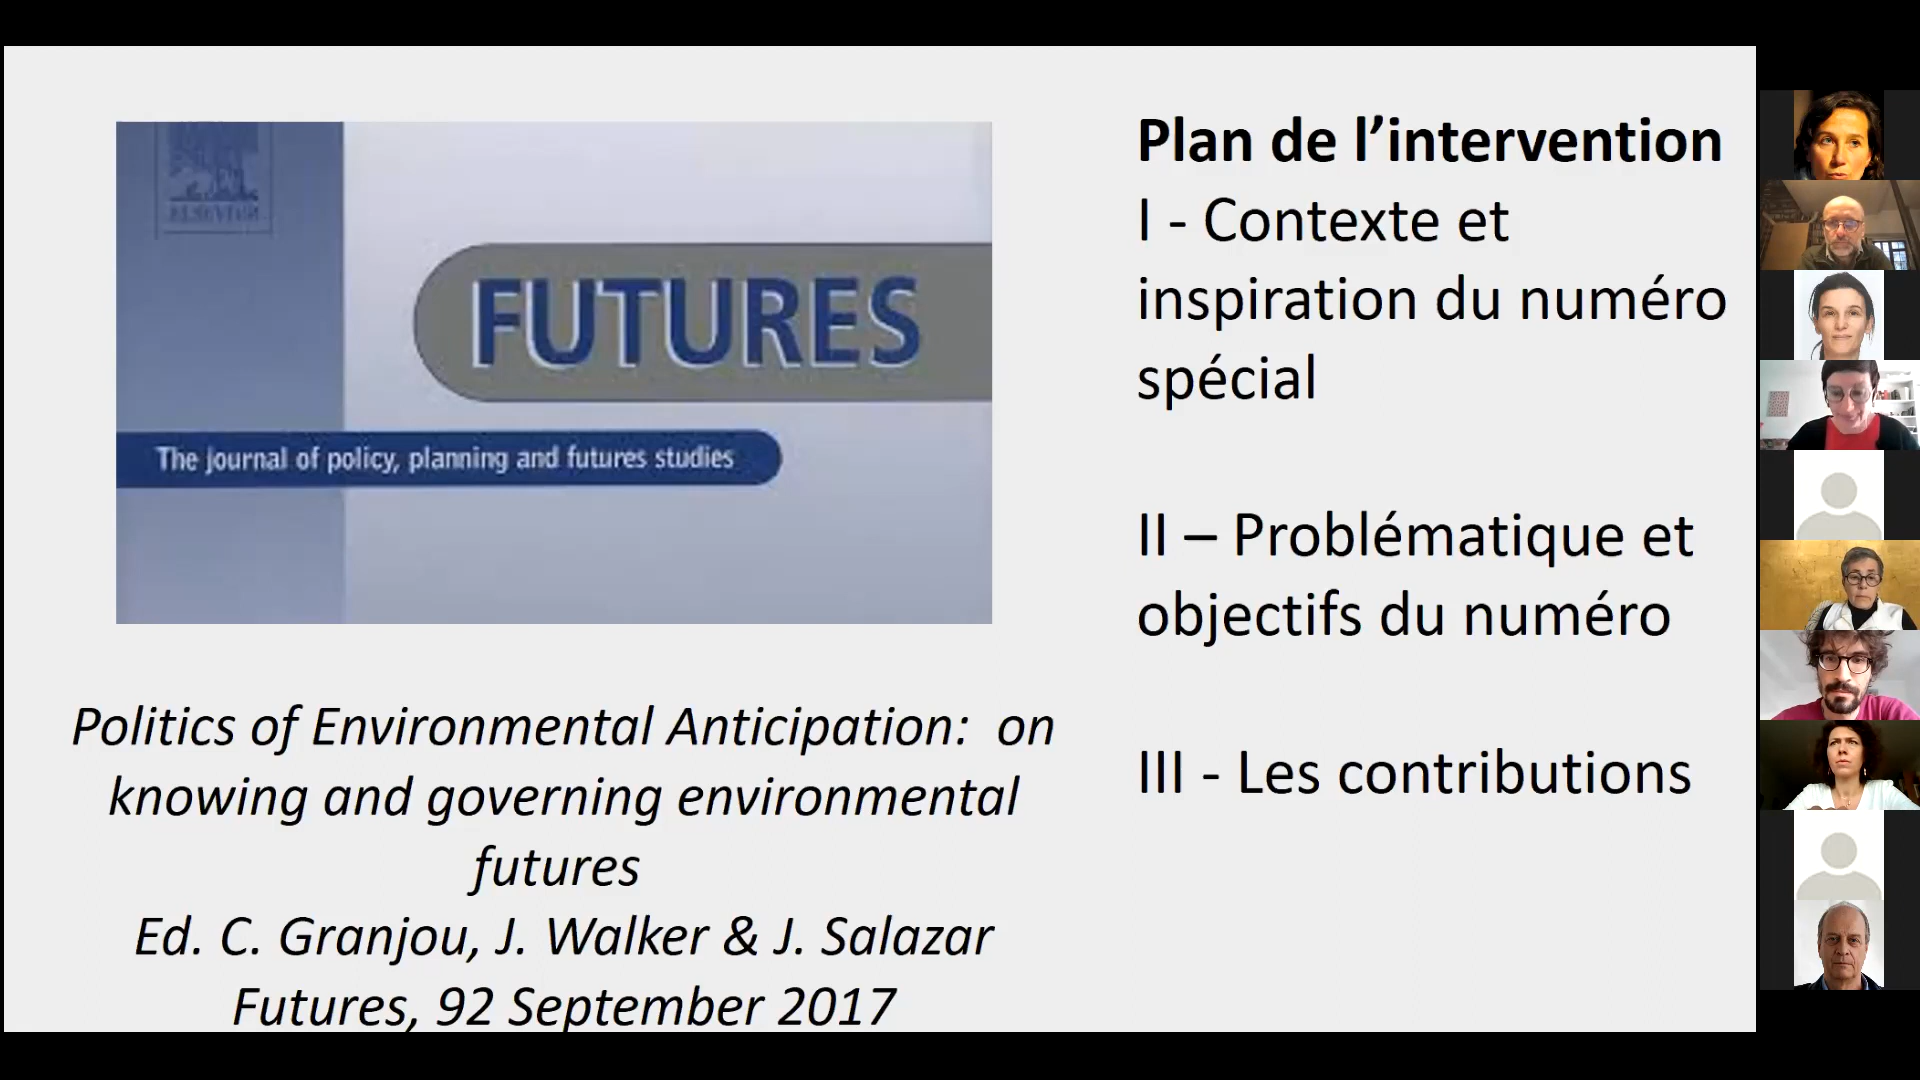 ELSEVIER
FUTURES
The journal of policy, planning and futures studies
Politics of Environmental Anticipation: on
knowing and governing environmental
futures
Ed. C. Granjou, J. Walker & J. Salazar
Futures, 92 September 2017
Plan de l’intervention
I - Contexte et
inspiration du numéro
spécial
II – Problématique et
objectifs du numéro
III - Les contributions